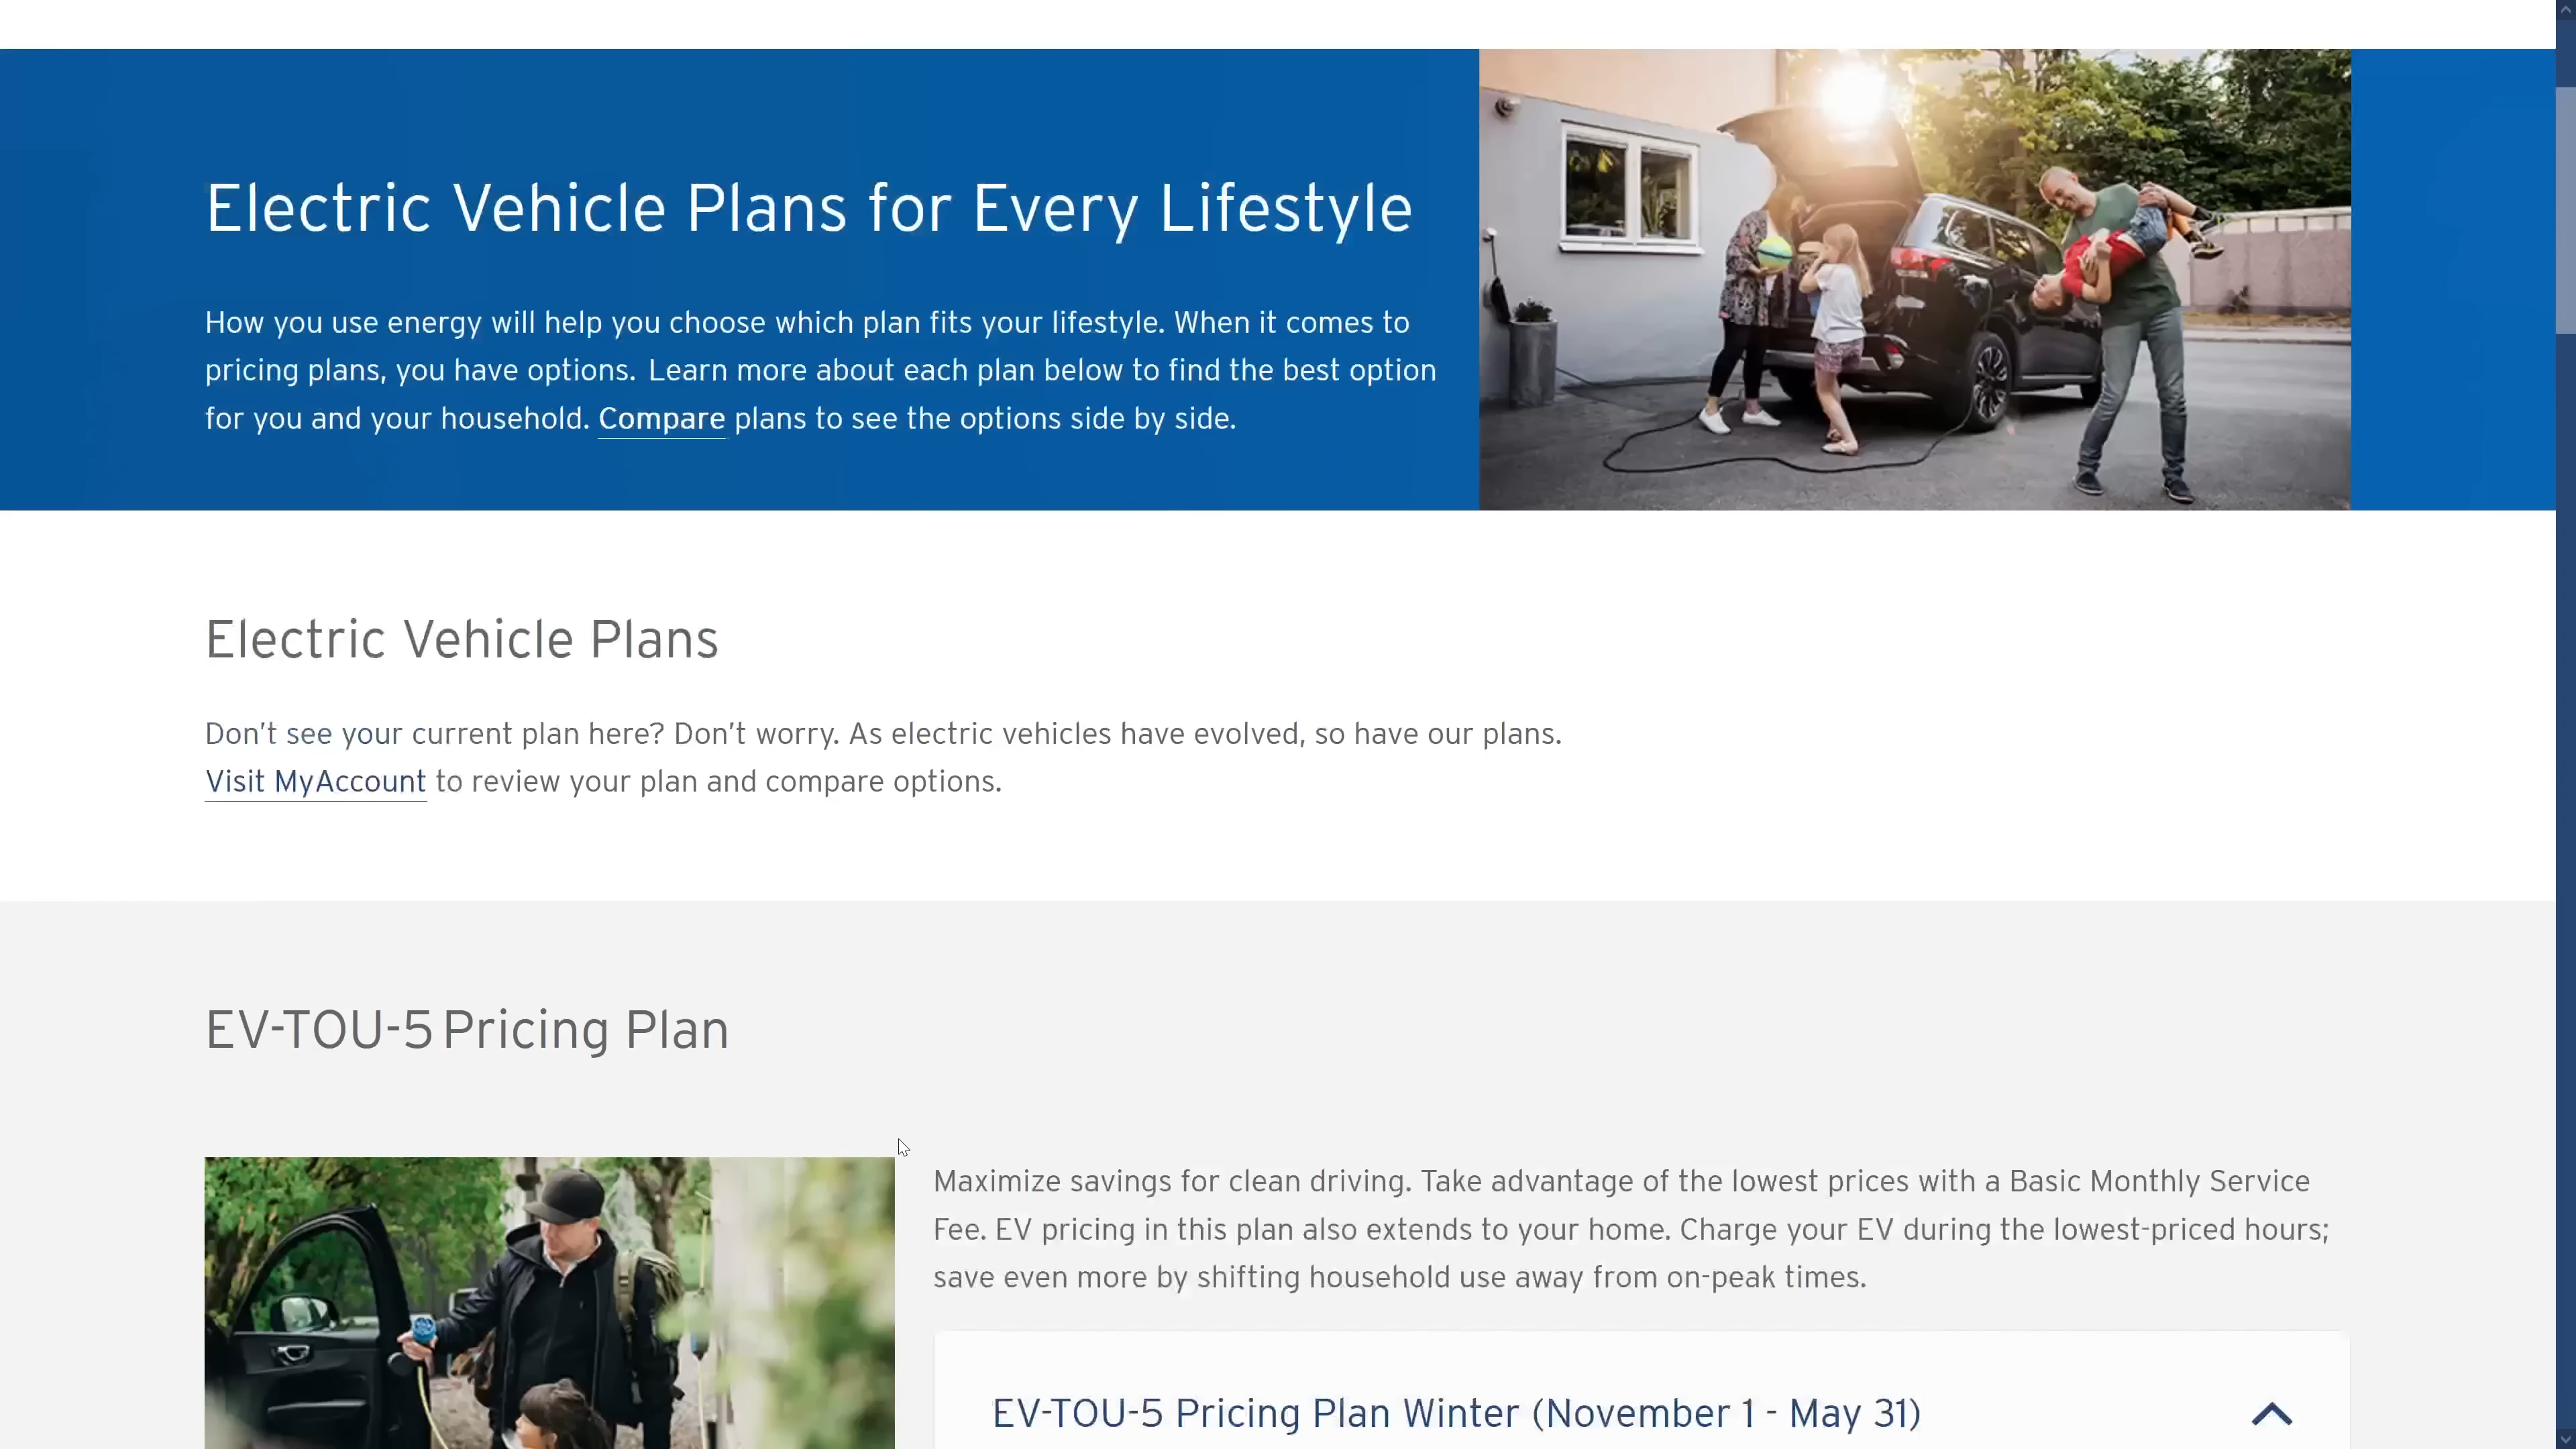 Electric Vehicle Plans for Every Lifestyle
How you use energy will help you choose which plan fits your lifestyle. When it comes to
pricing plans, you have options. Learn more about each plan below to find the best option
for you and your household. Compare plans to see the options side by side.
Electric Vehicle Plans
Don't see your current plan here? Don't worry. As electric vehicles have evolved, so have our plans.
Visit MyAccount to review your plan and compare options.
EV-TOU-5 Pricing Plan
Maximize savings for clean driving. Take advantage of the lowest prices with a Basic Monthly Service
Fee. EV pricing in this plan also extends to your home. Charge your EV during the lowest-priced hours;
save even more by shifting household use away from on-peak times.
EV-TOU-5 Pricing Plan Winter (November 1 - May 31)